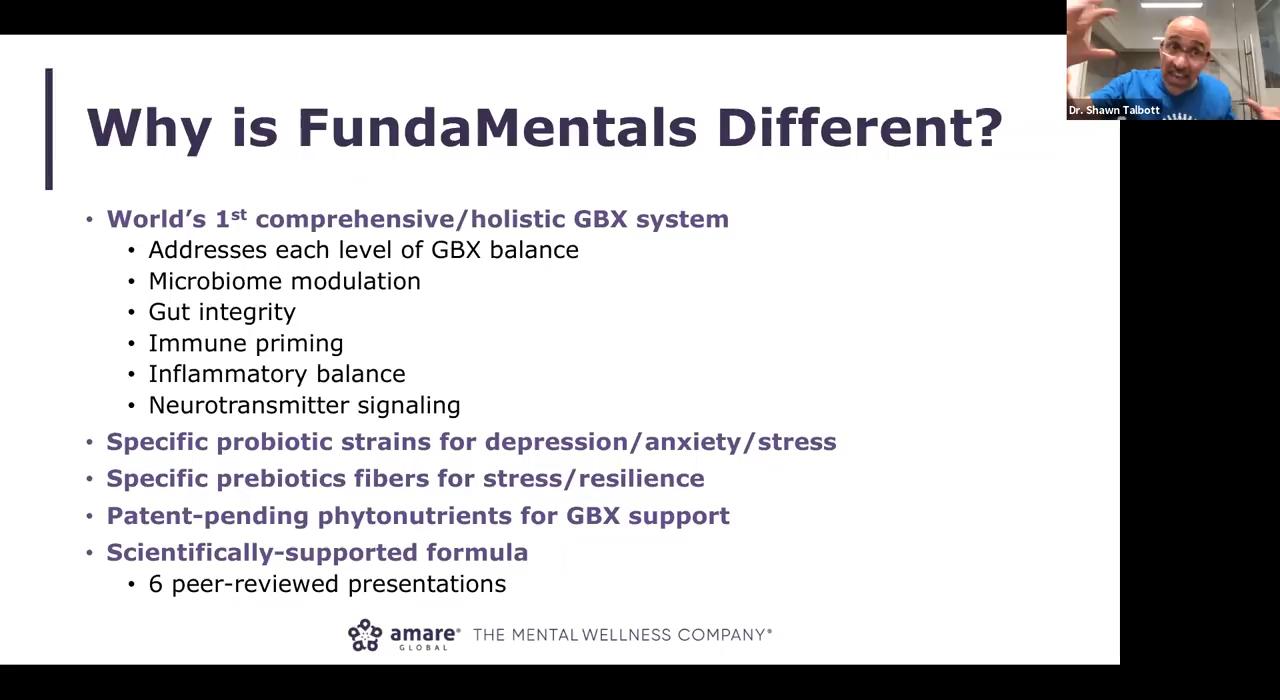 Why is FundaMentals Different?
• World's 1st comprehensive/holistic GBX system
• Addresses each level of GBX balance
• Microbiome modulation
• Gut integrity
• Immune priming
• Inflammatory balance
• Neurotransmitter signaling
• Specific probiotic strains for depression/anxiety/stress
• Specific prebiotics fibers for stress/resilience
• Patent-pending phytonutrients for GBX support
• Scientifically-supported formula
• 6 peer-reviewed presentations
amare® THE MENTAL WELLNESS COMPANY®
GLOBAL
Dr. Shawn Talbott